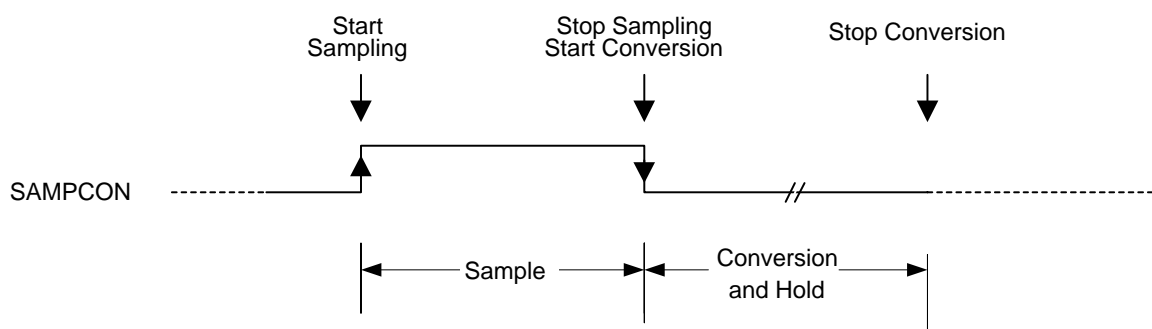 Start
Sampling
Stop Sampling
Start Conversion
Stop Conversion
SAMPCON
Sample
Conversion
and Hold